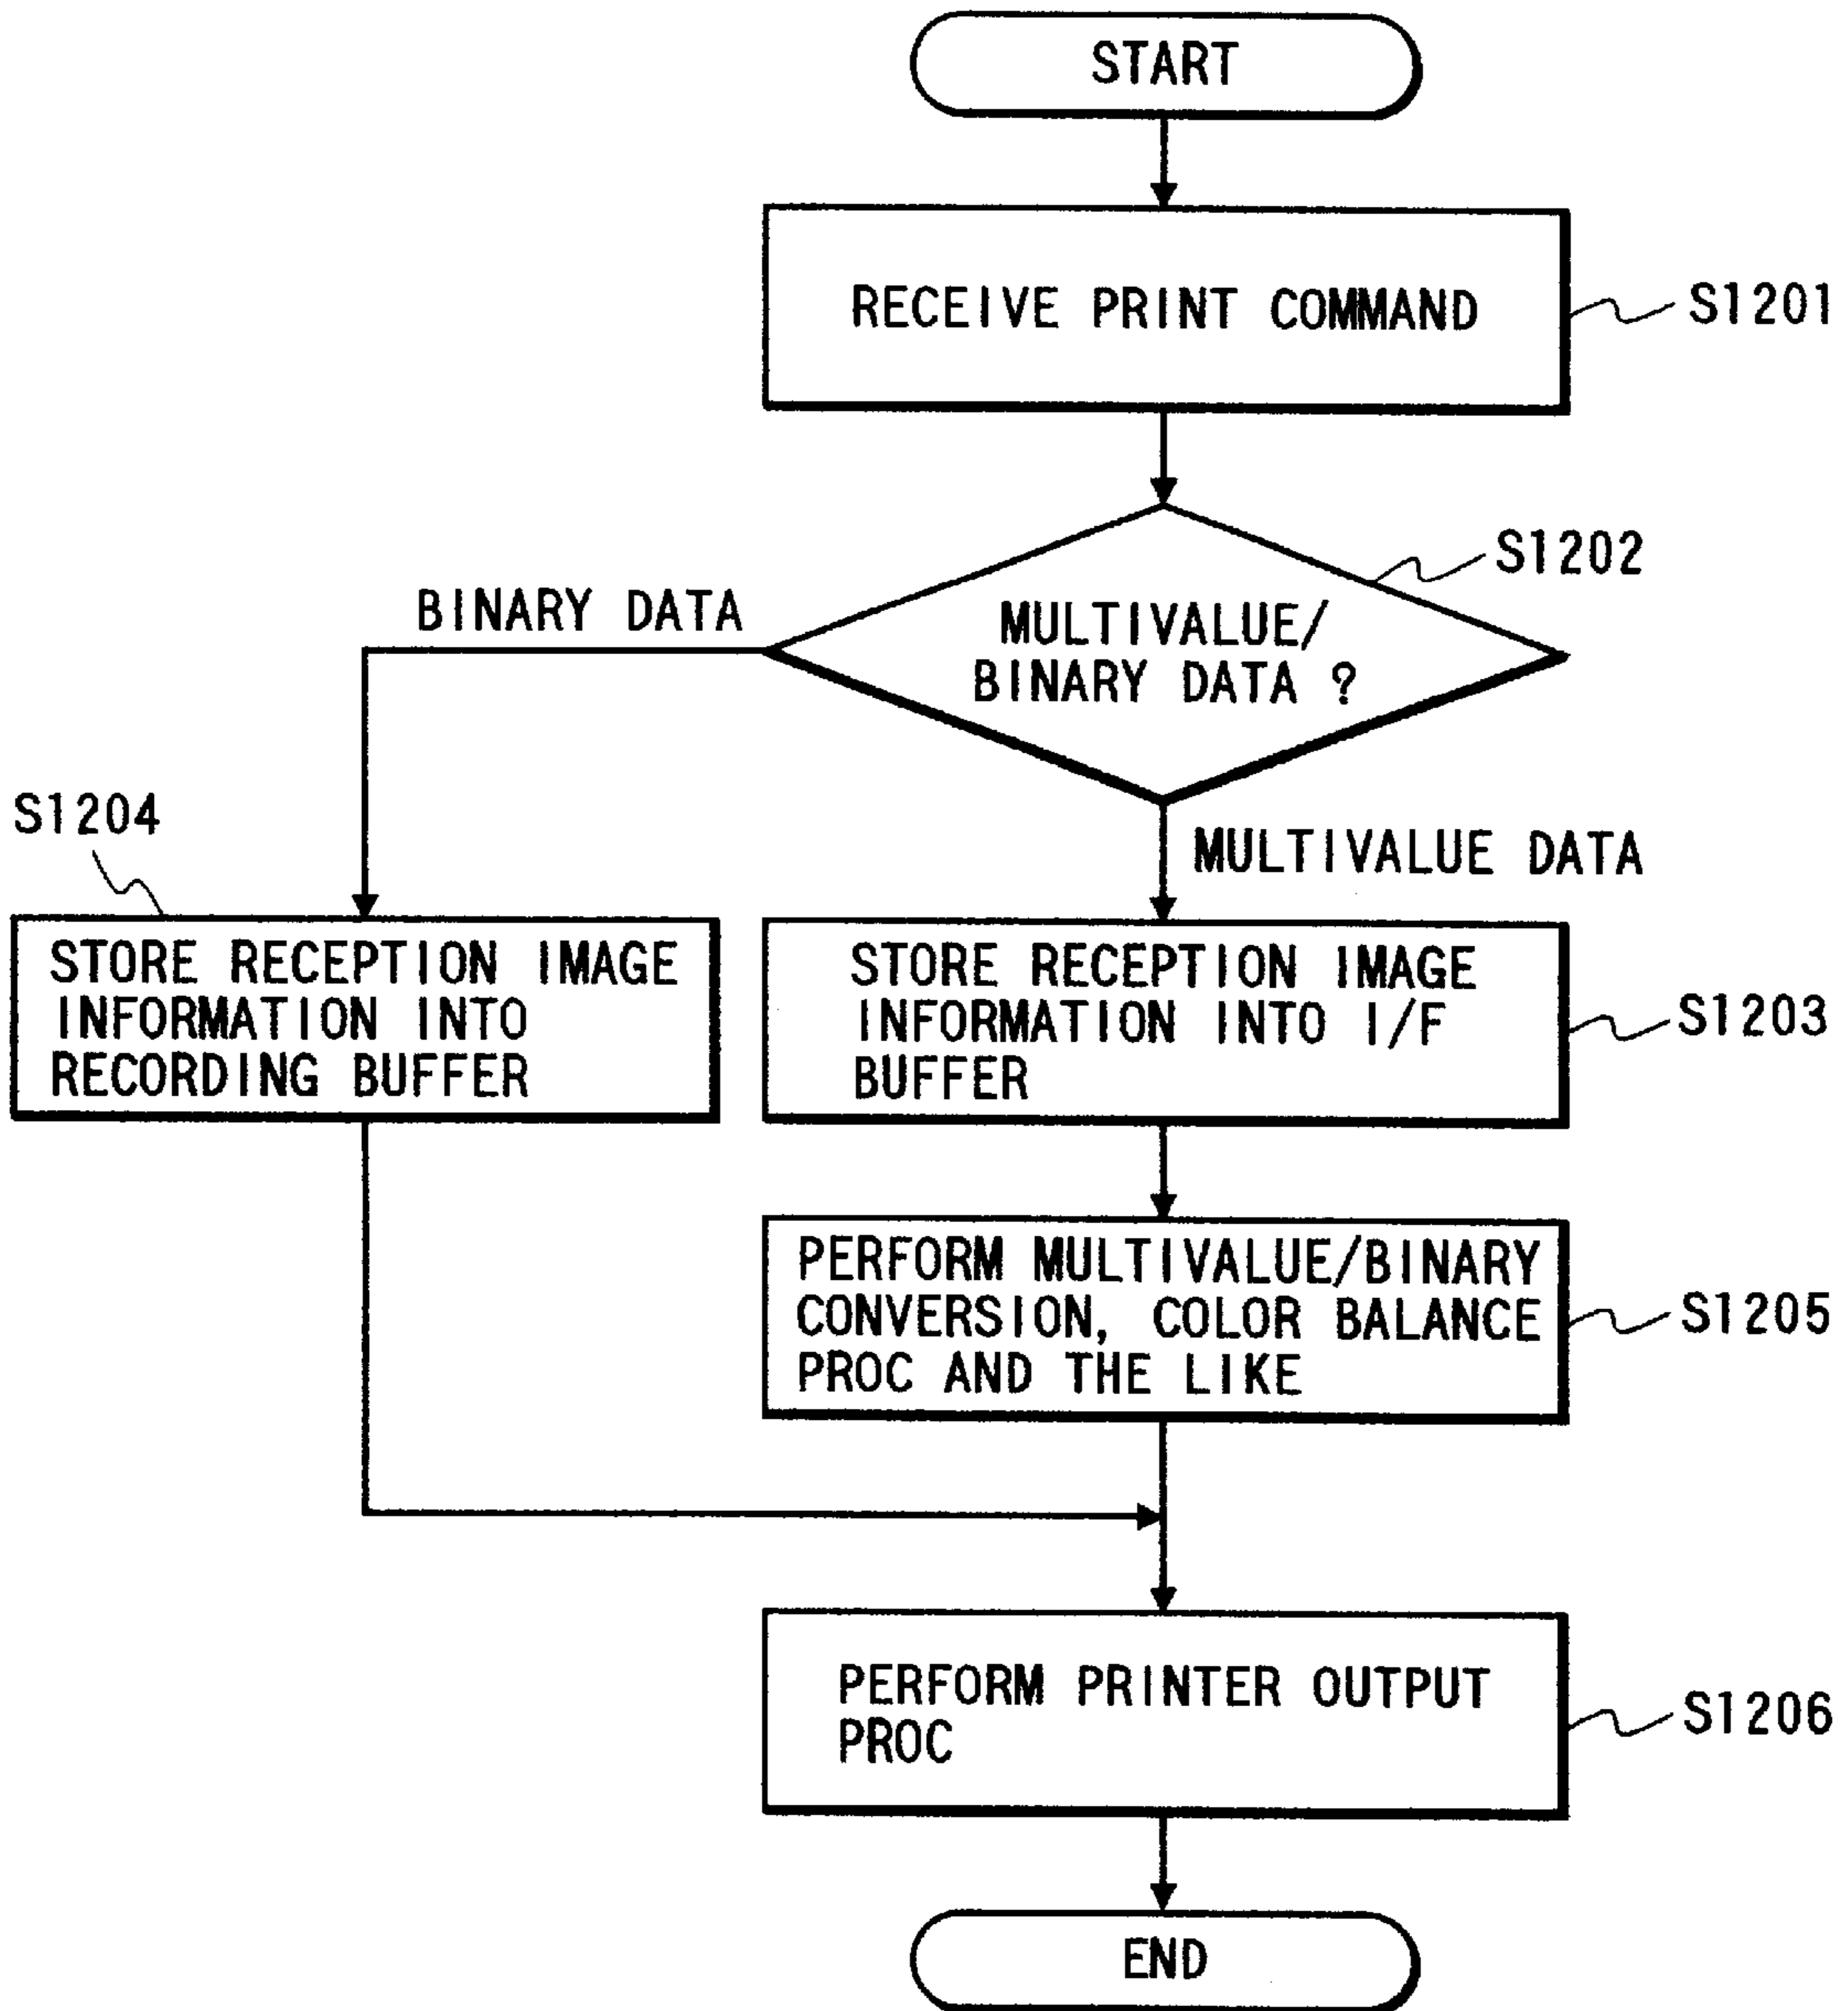 START
RECEIVE PRINT COMMAND
S1201
S1202
MULTIVALUE/
BINARY DATA ?
BINARY DATA
MULTIVALUE DATA
S1204
STORE RECEPTION IMAGE
INFORMATION INTO
RECORDING BUFFER
STORE RECEPTION IMAGE
INFORMATION INTO I/F
BUFFER
S1203
PERFORM MULTIVALUE/BINARY
CONVERSION, COLOR BALANCE
PROC AND THE LIKE
S1205
PERFORM PRINTER OUTPUT
PROC
S1206
END